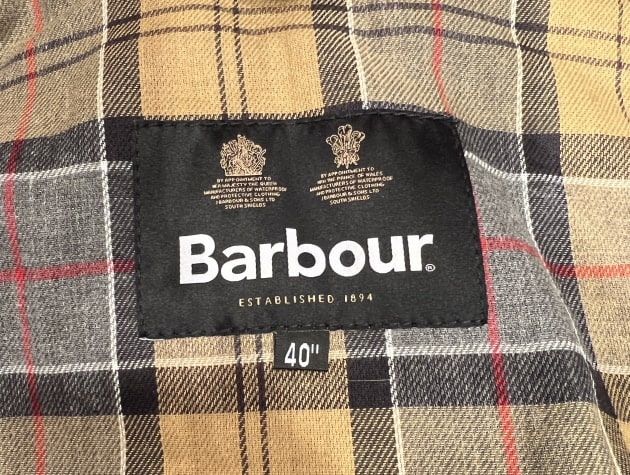 BY APPOINTMENT TO
HER MAJESTY THE QUEEN
MANUFACTURERS OF WATERPROOF
AND PROTECTIVE CLOTHING
J BARBOUR & SONS LTD
SOUTH SHIELDS
BY APPOINTMENT TO
HRH THE PRINCE OF WALES
MANUFACTURERS OF WATERPROOF
AND PROTECTIVE CLOTHING
J BARBOUR & SONS LTD
SOUTH SHIELDS
Barbour®
ESTABLISHED 1894
40"